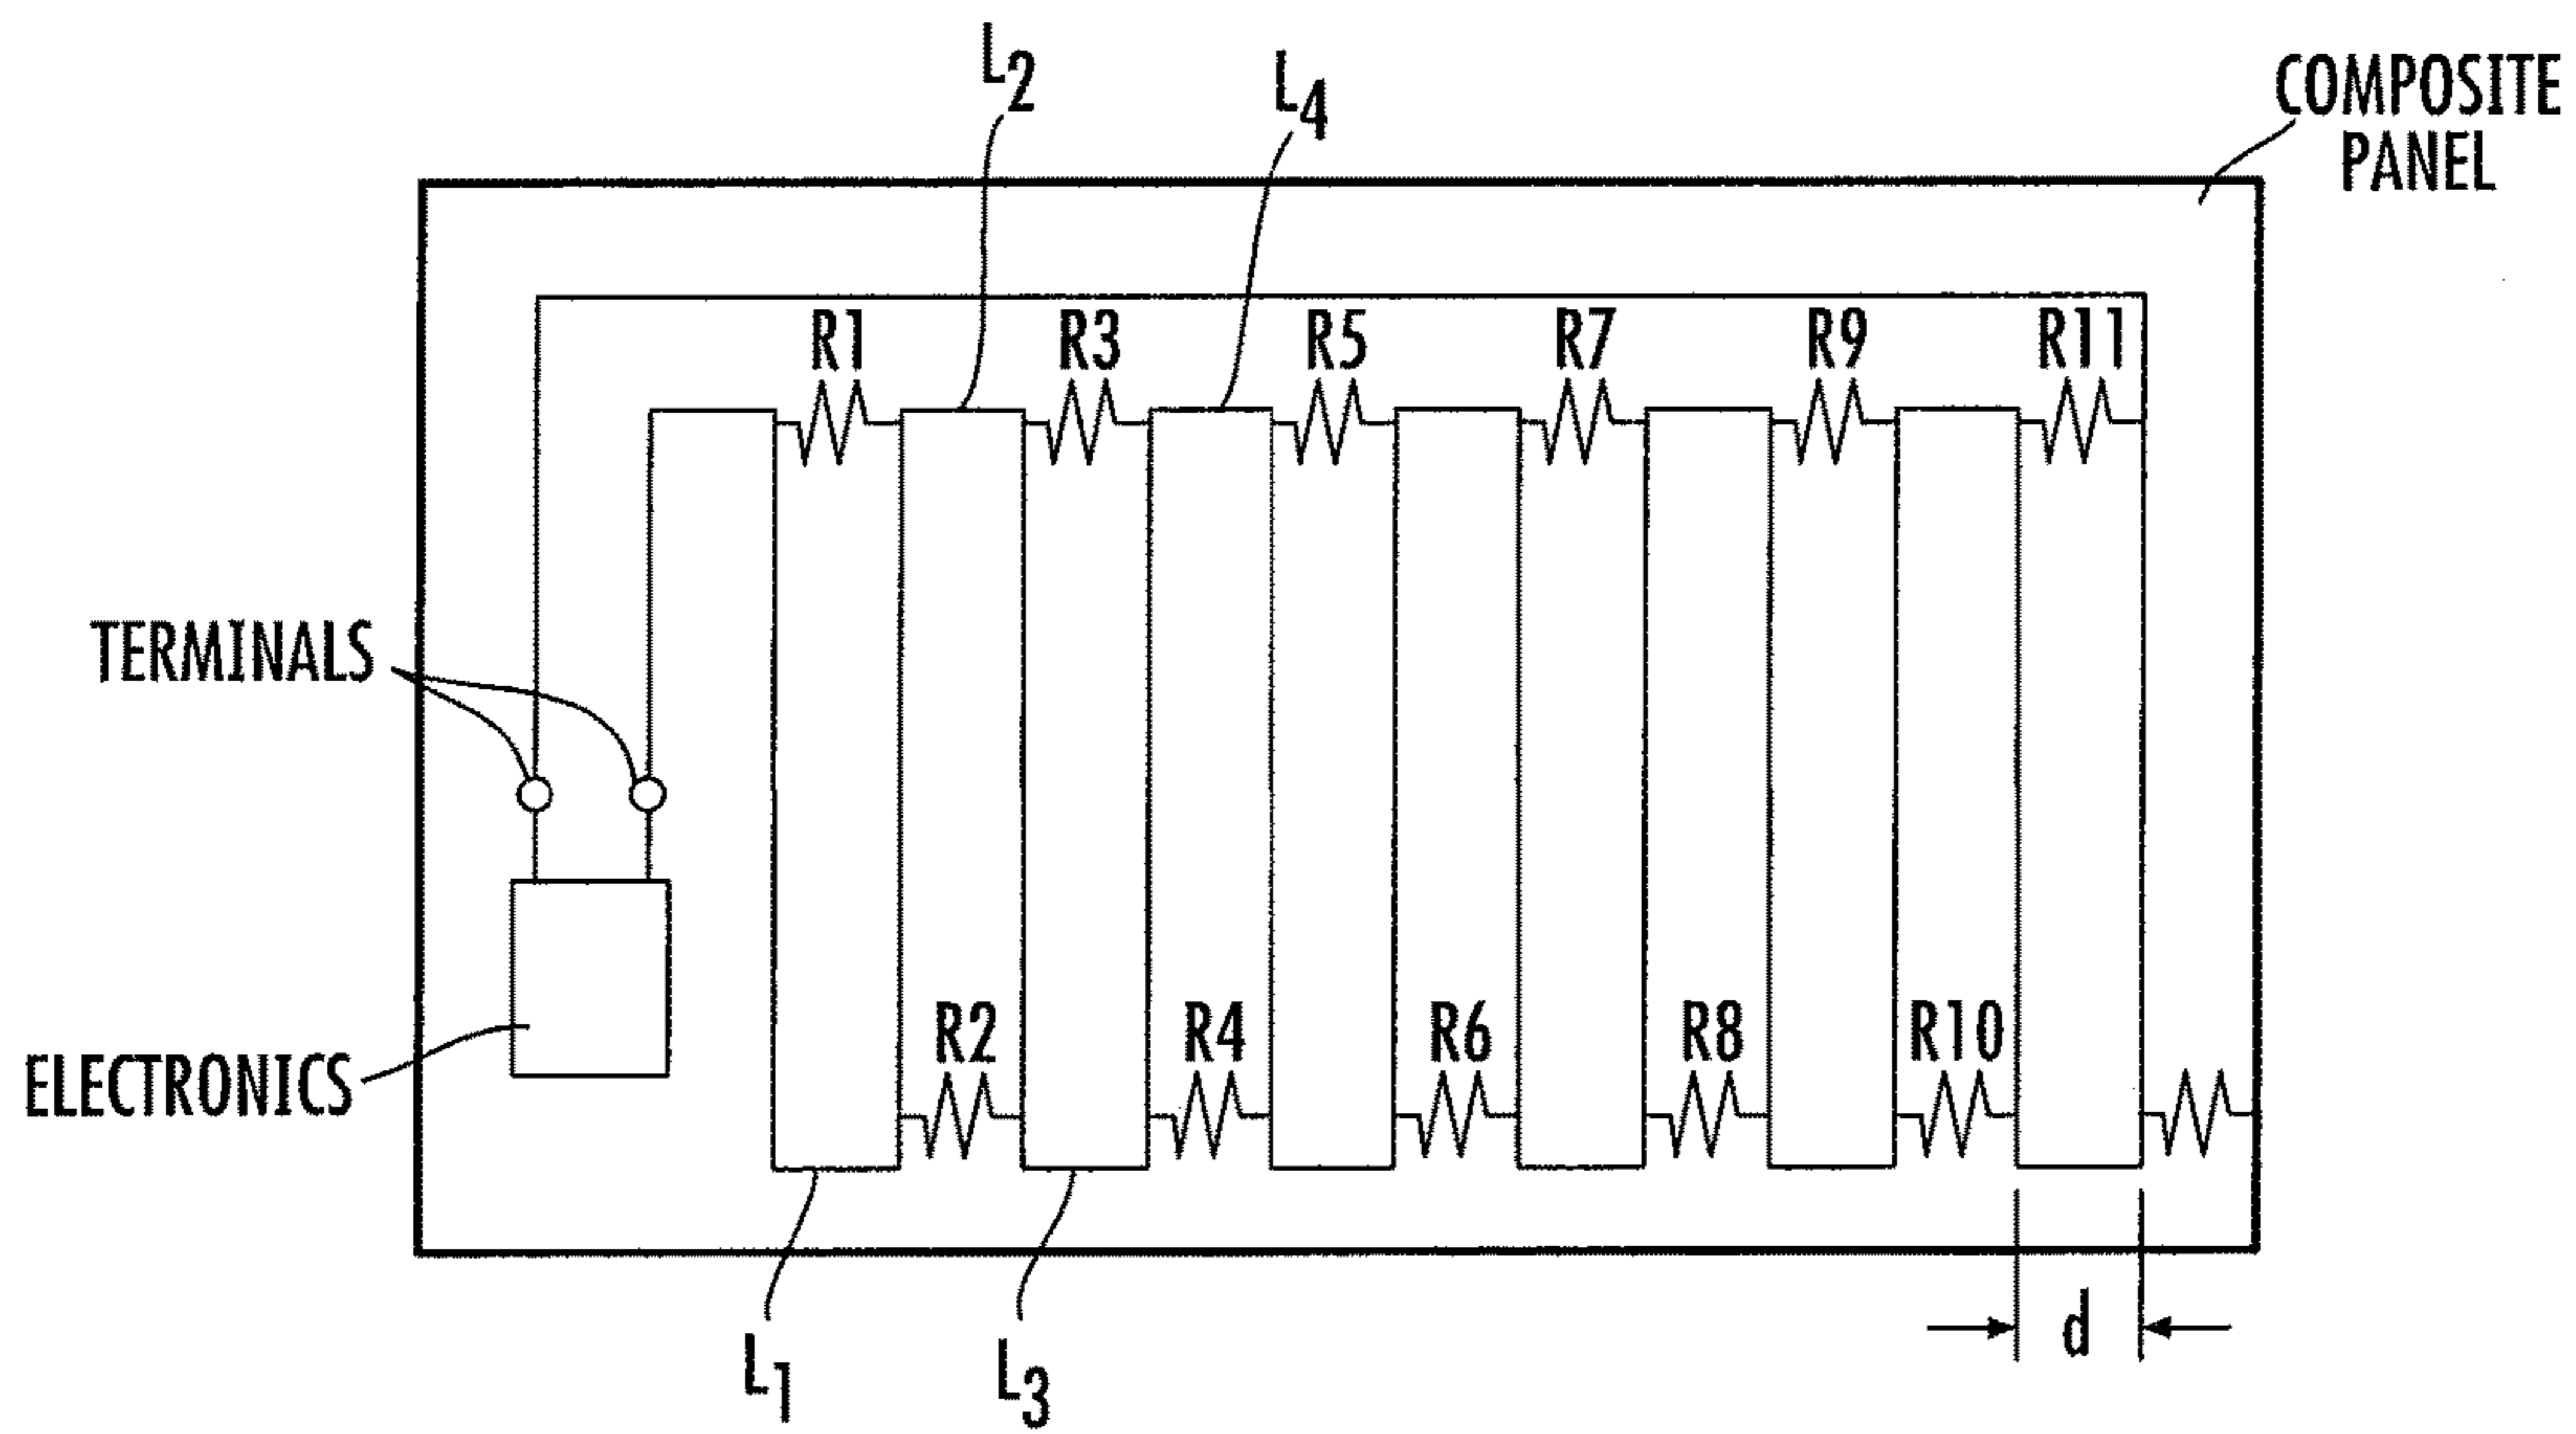 L2
L4
COMPOSITE
PANEL
R1
R3
R5
R7
R9
R11
TERMINALS
R2
R4
R6
R8
R10
ELECTRONICS
d
L1
L3